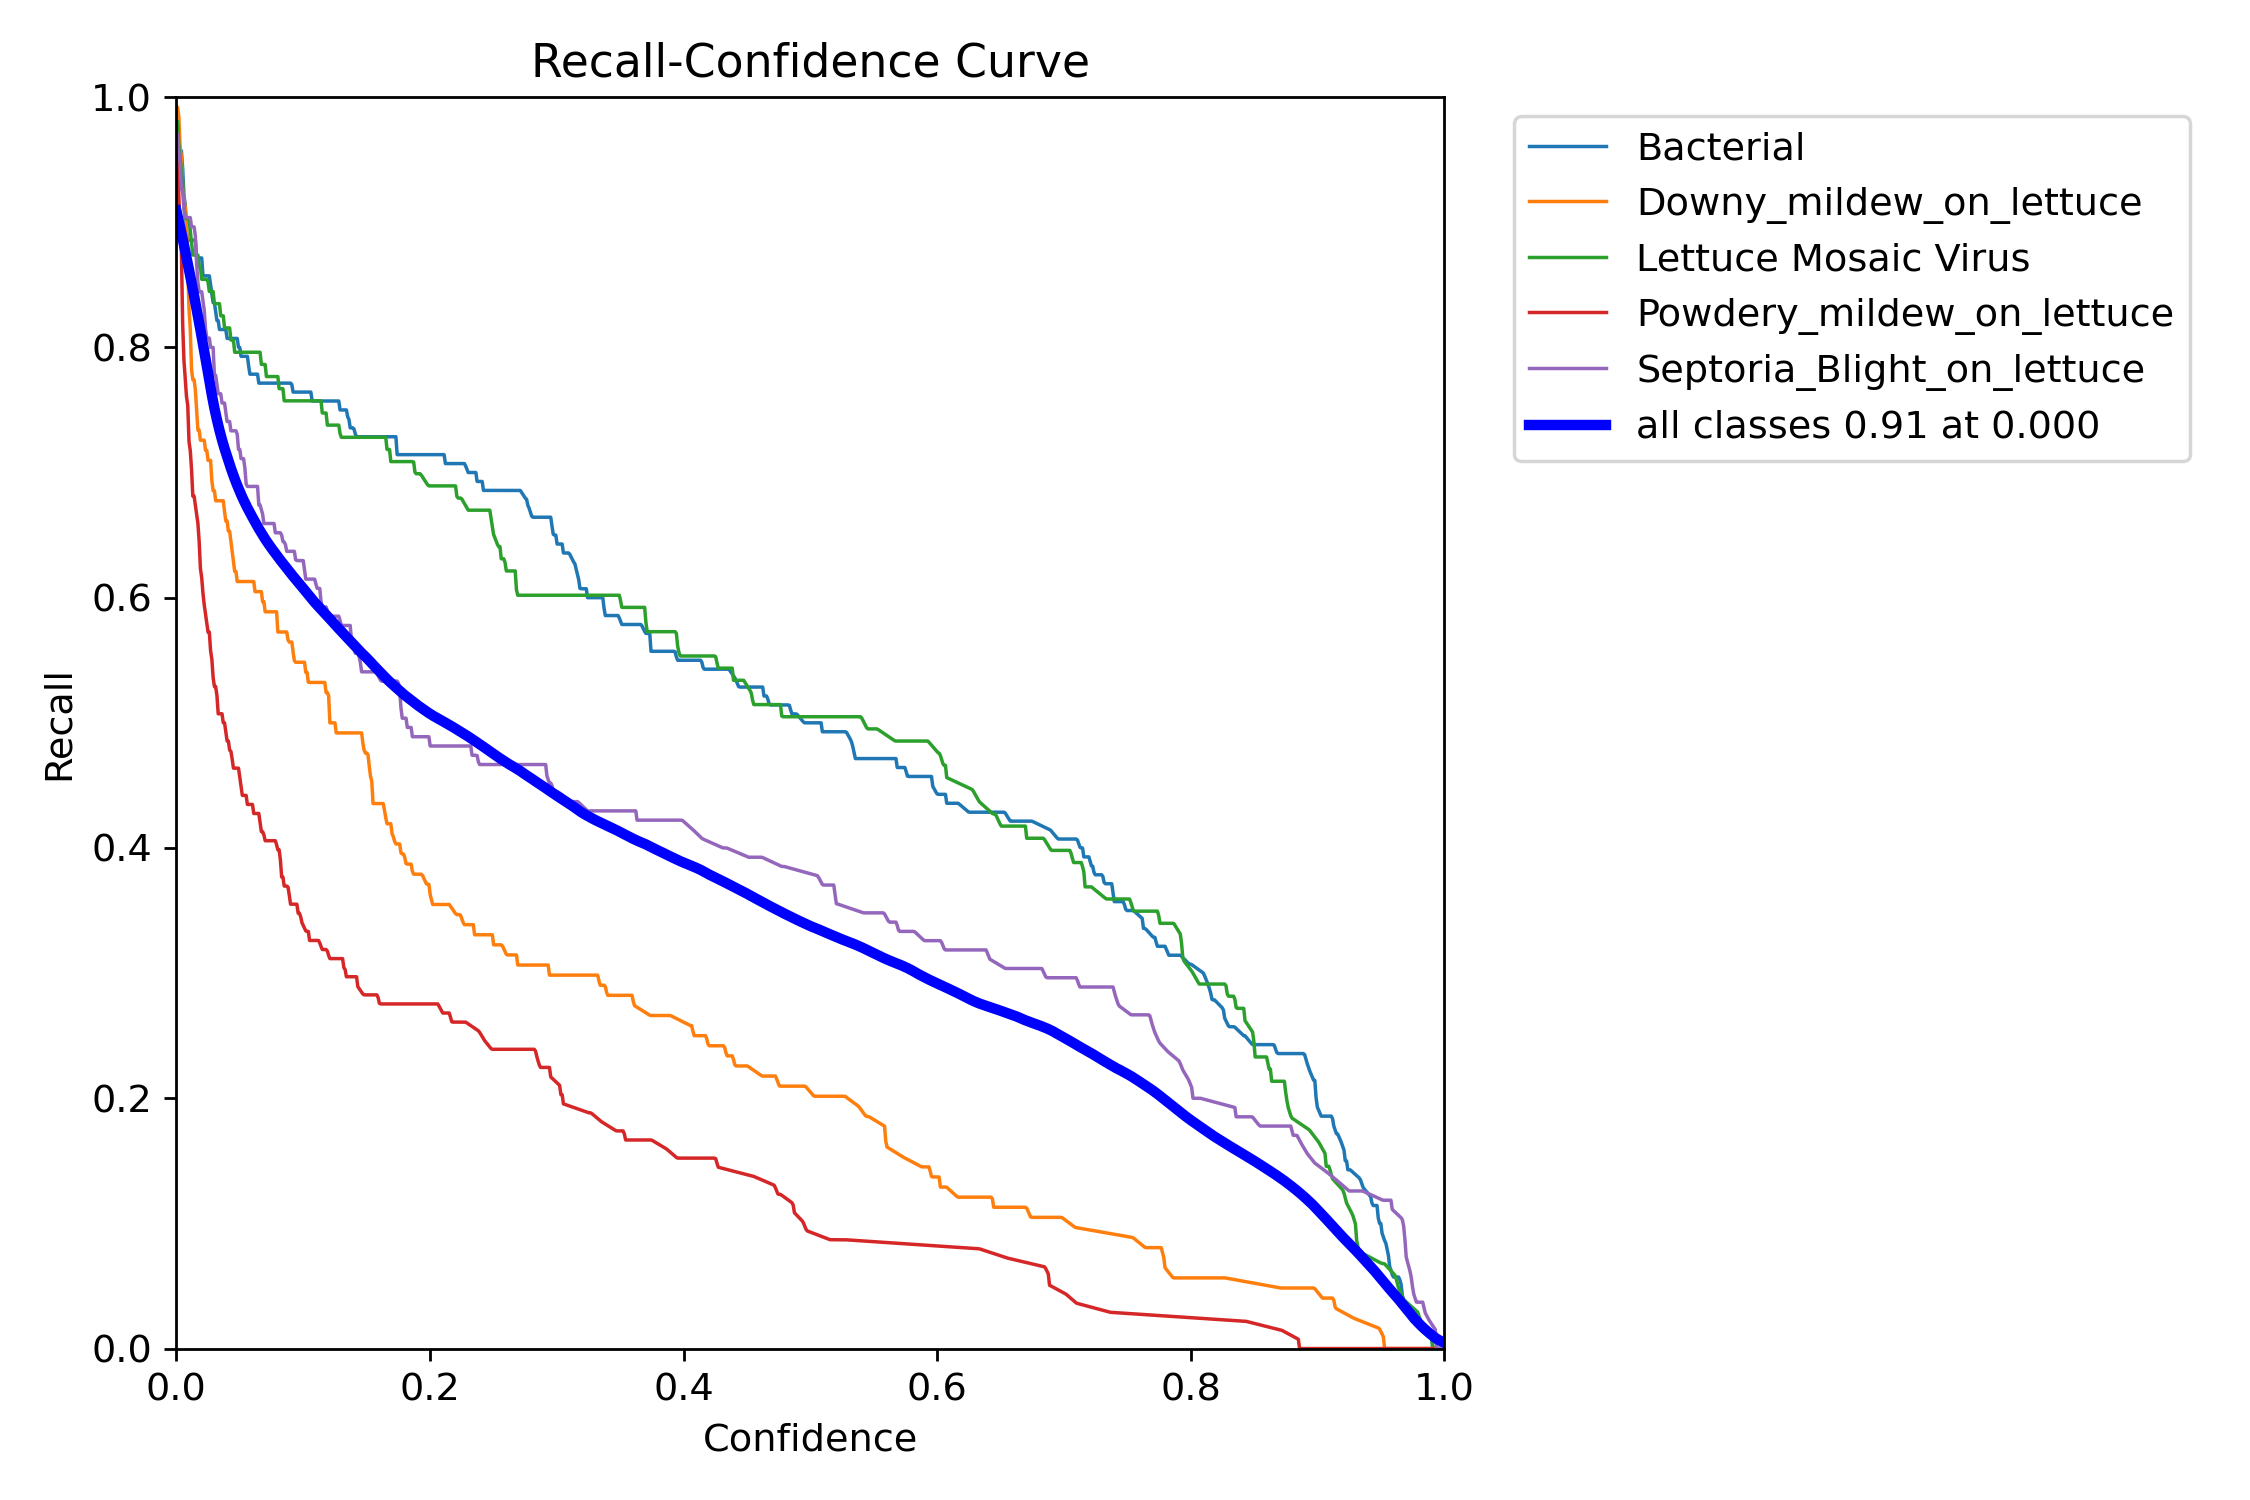 Recall-Confidence Curve
1.0
0.8
0.6
0.4
0.2
0.0
Recall
0.0 0.2 0.4 0.6 0.8 1.0
Confidence
Bacterial
Downy_mildew_on_lettuce
Lettuce Mosaic Virus
Powdery_mildew_on_lettuce
Septoria_Blight_on_lettuce
all classes 0.91 at 0.000